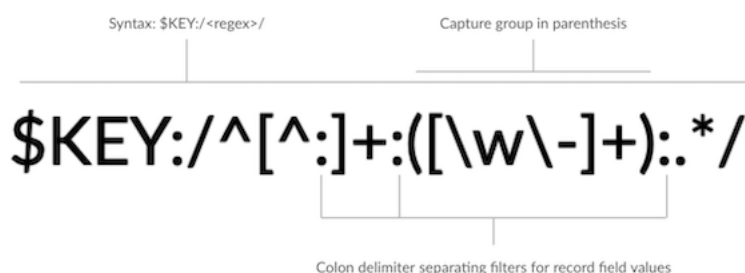 Syntax: $KEY:/<regex>/
Capture group in parenthesis
$KEY:/^[^:]+:([\w\-]+):.*/
Colon delimiter separating filters for record field values